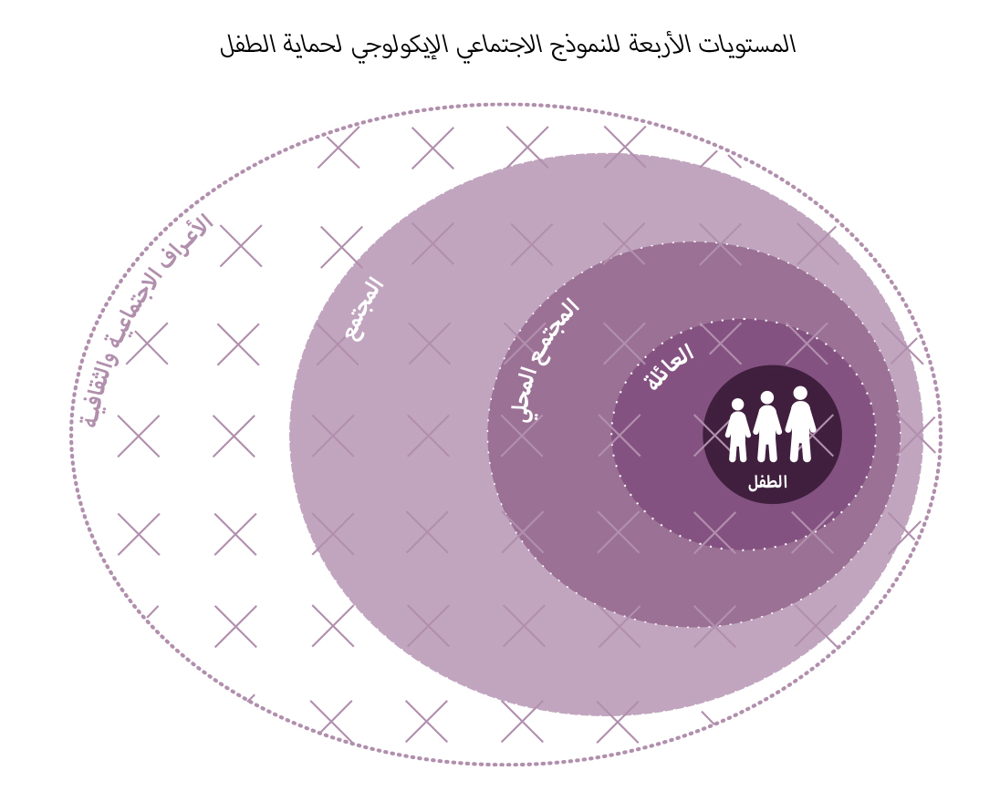 المستويات الأربعة للنموذج الاجتماعي الإيكولوجي لحماية الطفل
الأعراف الاجتماعية والثقافية
المجتمع
المجتمع المحلي
العائلة
الطفل